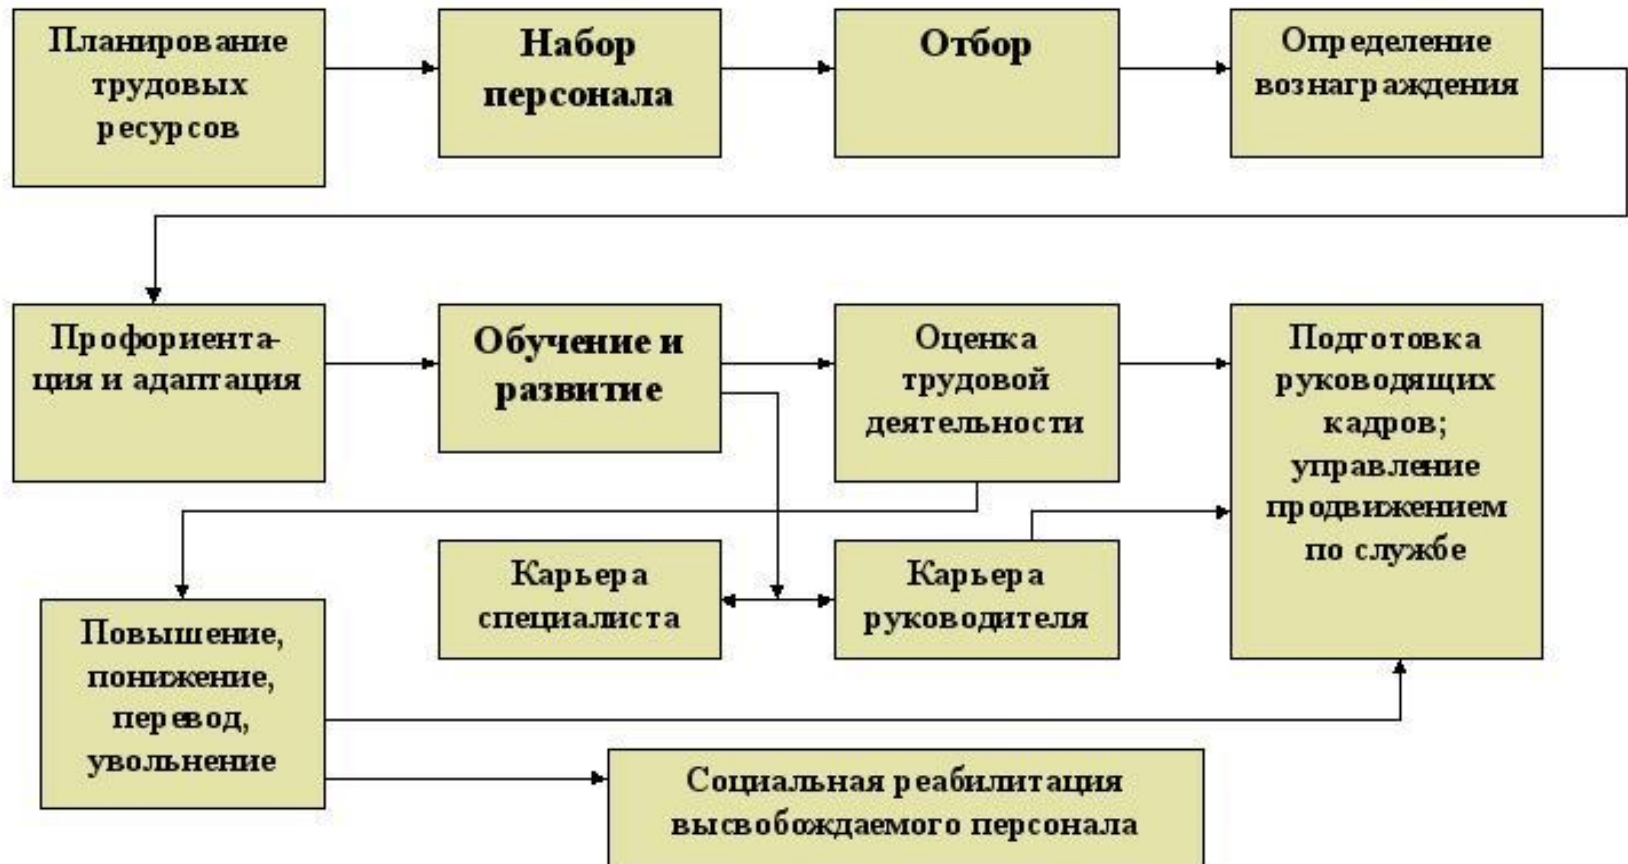 Планирование
трудовых
ресурсов
Набор
персонала
Отбор
Определение
вознаграждения
Профориента-
ция и адаптация
Обучение и
развитие
Оценка
трудовой
деятельности
Подготовка
руководящих
кадров;
управление
продвижением
по службе
Карьера
специалиста
Карьера
руководителя
Повышение,
понижение,
перевод,
увольнение
Социальная реабилитация
высвобождаемого персонала